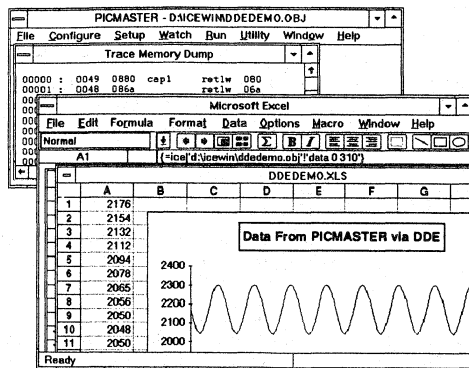 PICMASTER - D:\ICEWIN\DDEDEMO.OBJ
File Configure Setup Watch Run Utility Window Help
Trace Memory Dump
00000 : 0049 0880 cap1 retlw 080
00001 : 0048 086a retlw 06a
Microsoft Excel
File Edit Formula Format Data Options Macro Window Help
Normal Σ B I
A1 {=ice|'d:\icewin\ddedemo.obj'!'data 0 310'}
DDEDEMO.XLS
A B C D E F G
1 2176
2 2154
3 2132
4 2112
5 2094
6 2078
7 2065
8 2056
9 2050
10 2048
11 2050
Data From PICMASTER via DDE
2400
2300
2200
2100
2000
Ready